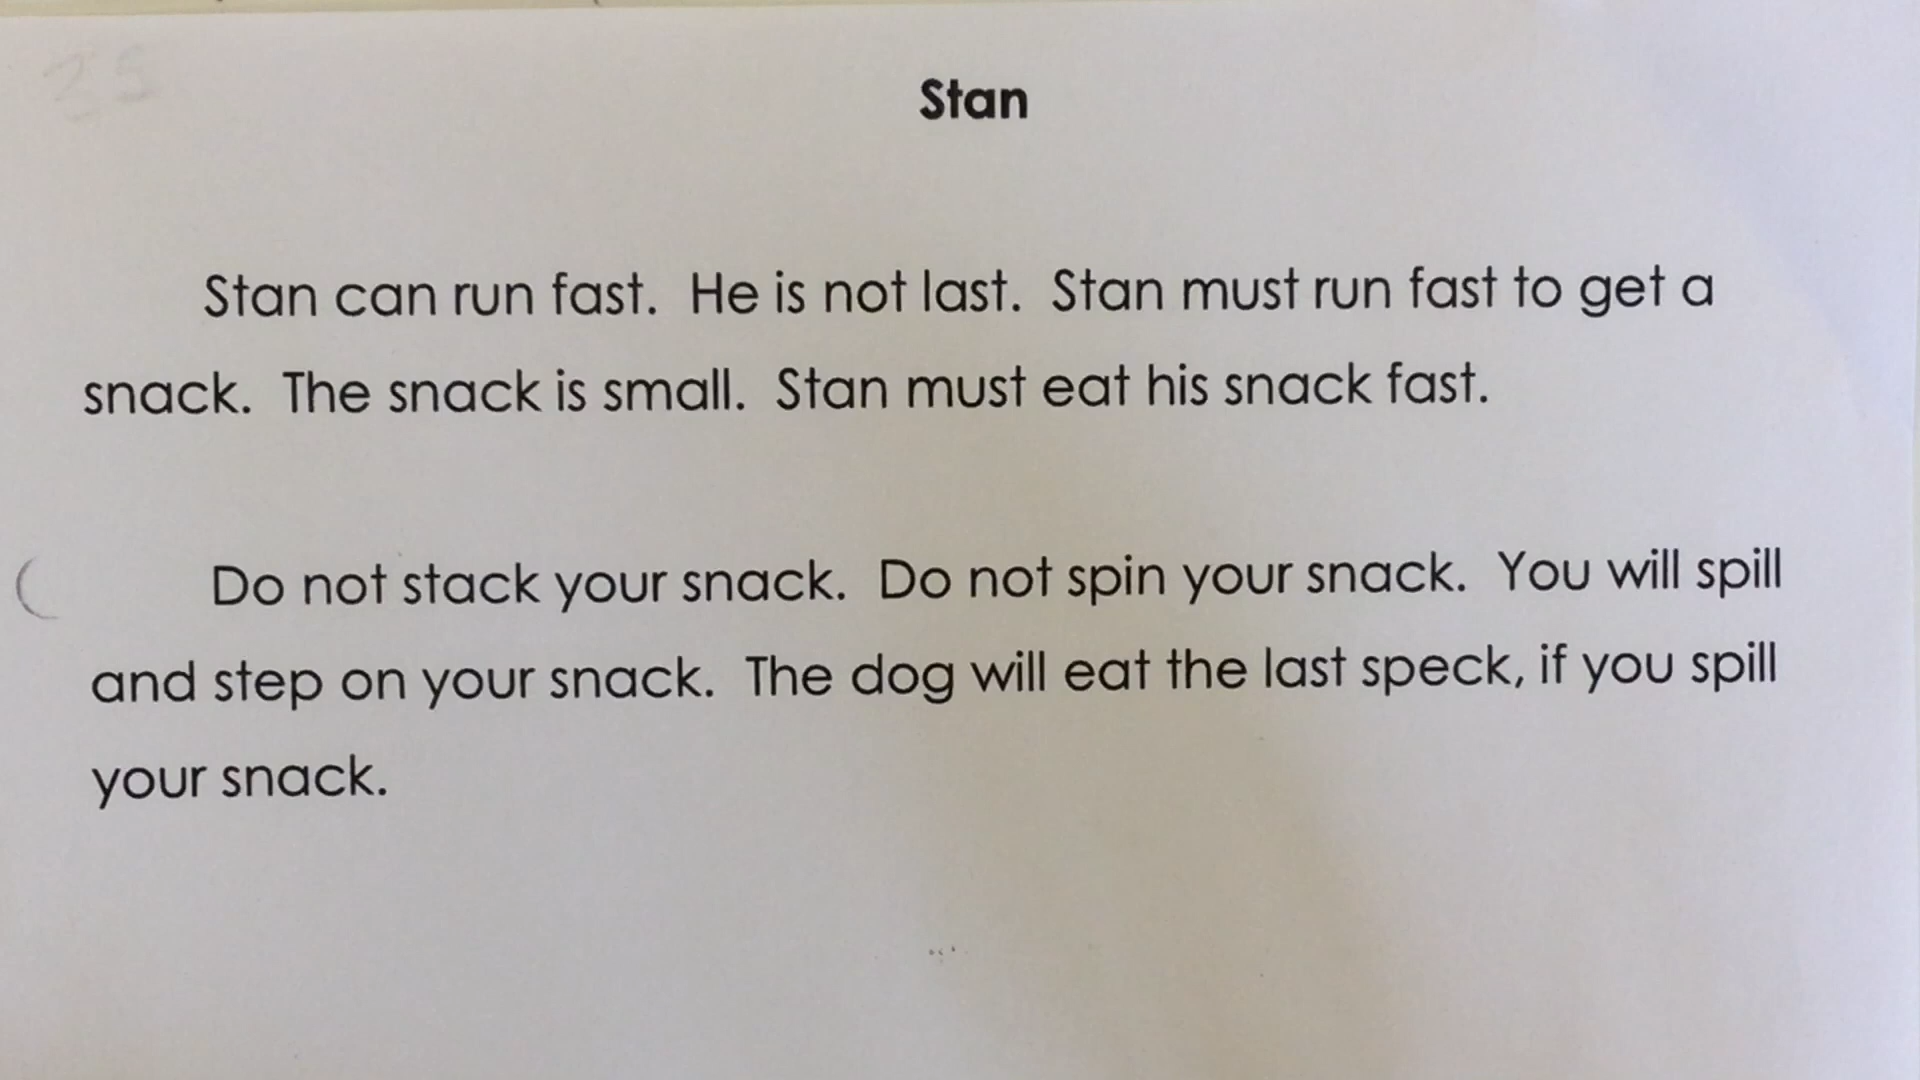 Stan
Stan can run fast. He is not last. Stan must run fast to get a
snack. The snack is small. Stan must eat his snack fast.
Do not stack your snack. Do not spin your snack. You will spill
and step on your snack. The dog will eat the last speck, if you spill
your snack.